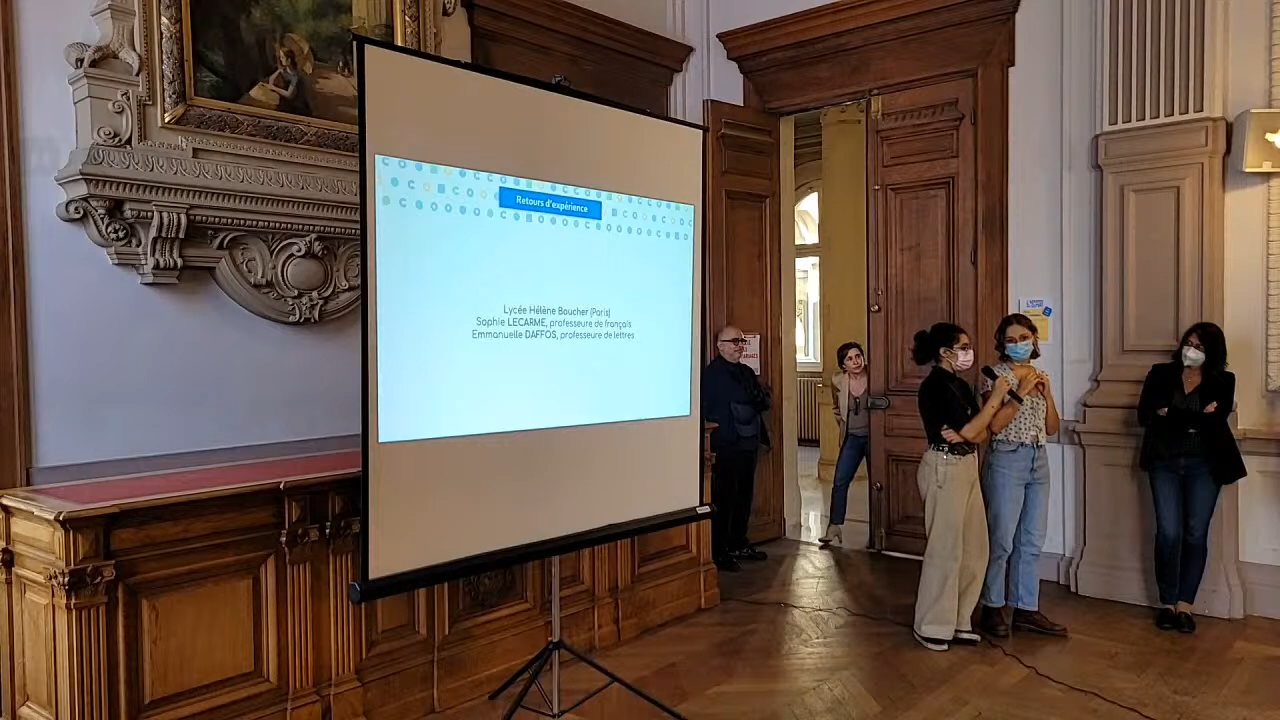 Retours d'expérience
Lycée Hélène Boucher (Paris)
Sophie LECARME, professeure de français
Emmanuelle DAFFOS, professeure de lettres